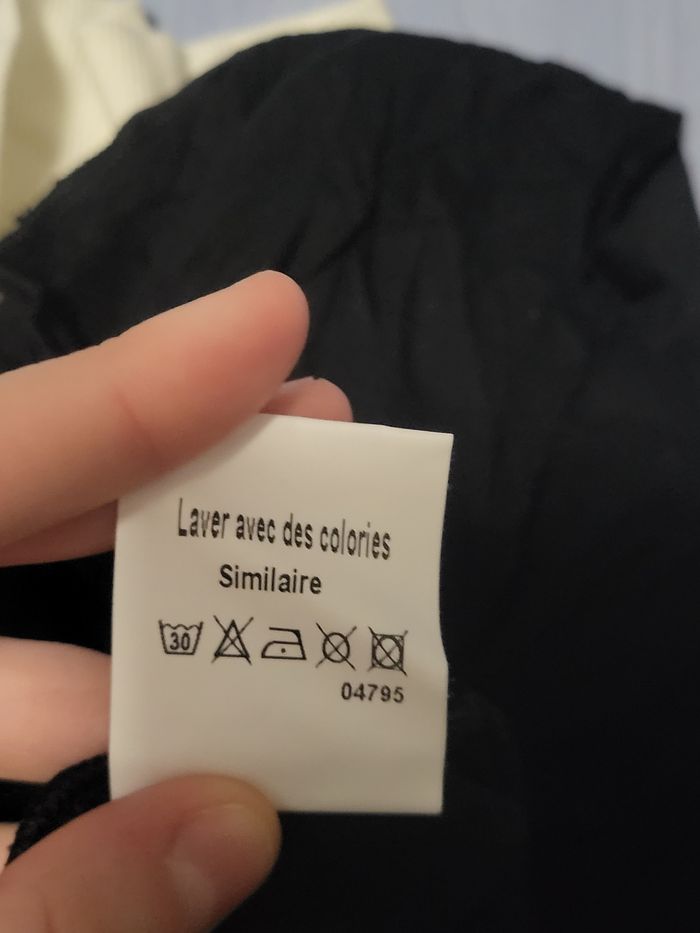 Laver avec des colories
Similaire
30
04795